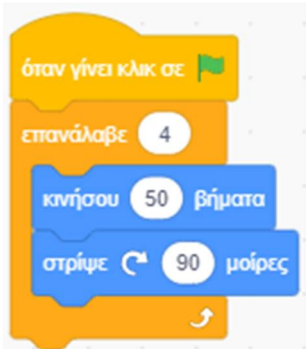 όταν γίνει κλικ σε
επανάλαβε 4
κινήσου 50 βήματα
στρίψε 90 μοίρες